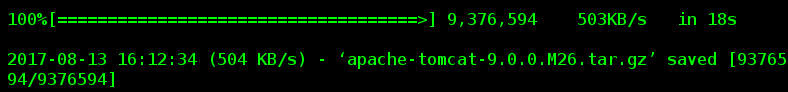 100%[====================================>] 9,376,594    503KB/s   in 18s
2017-08-13 16:12:34 (504 KB/s) - ‘apache-tomcat-9.0.0.M26.tar.gz’ saved [93765
94/9376594]